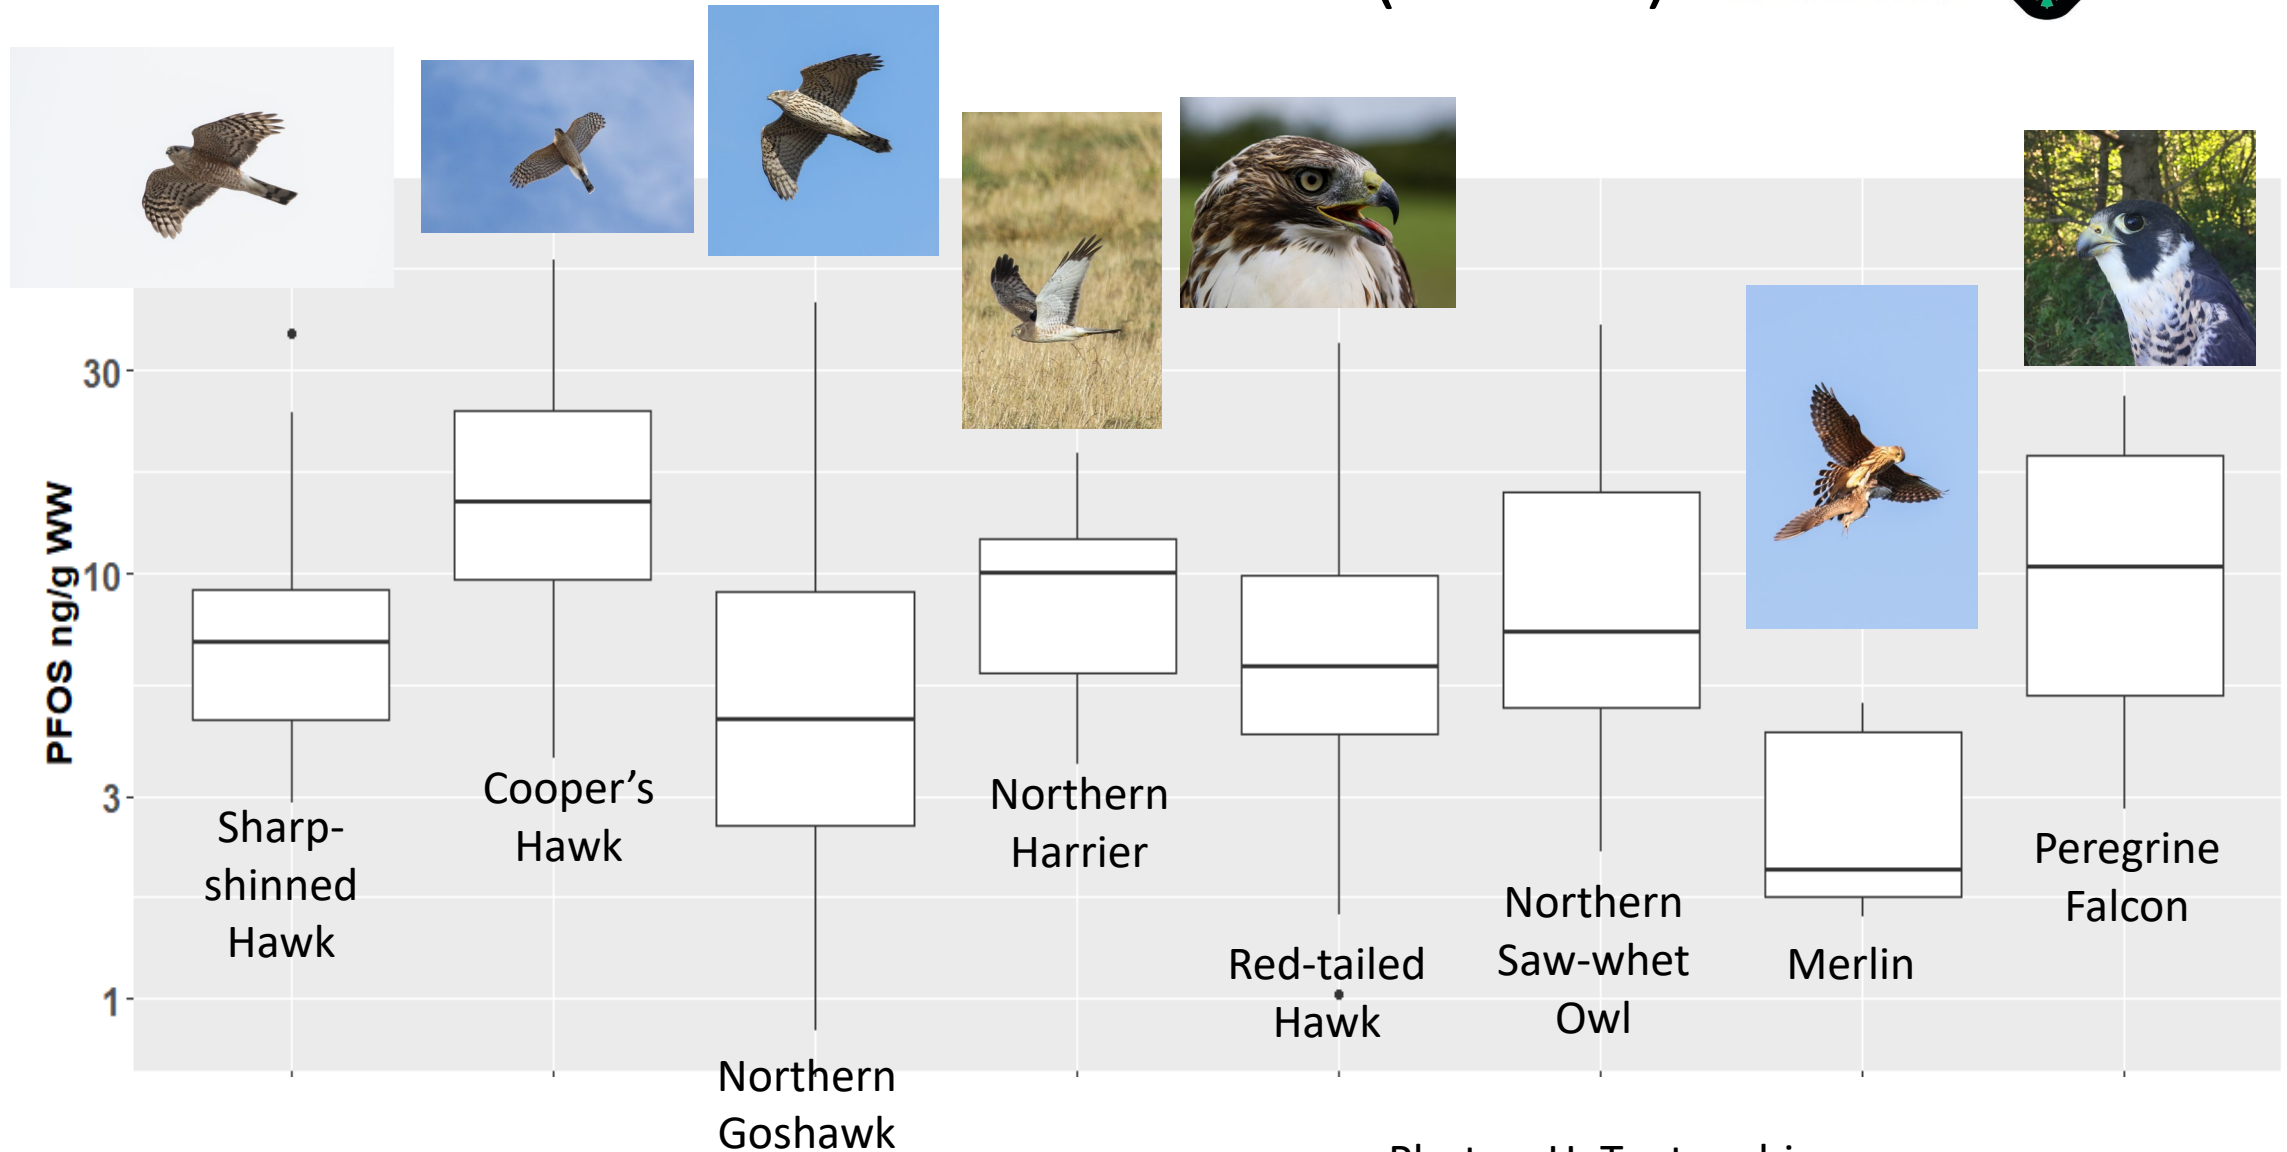 PFOS ng/g WW
30
10
3
1
Sharp-
shinned
Hawk
Cooper’s
Hawk
Northern
Goshawk
Northern
Harrier
Red-tailed
Hawk
Northern
Saw-whet
Owl
Merlin
Peregrine
Falcon